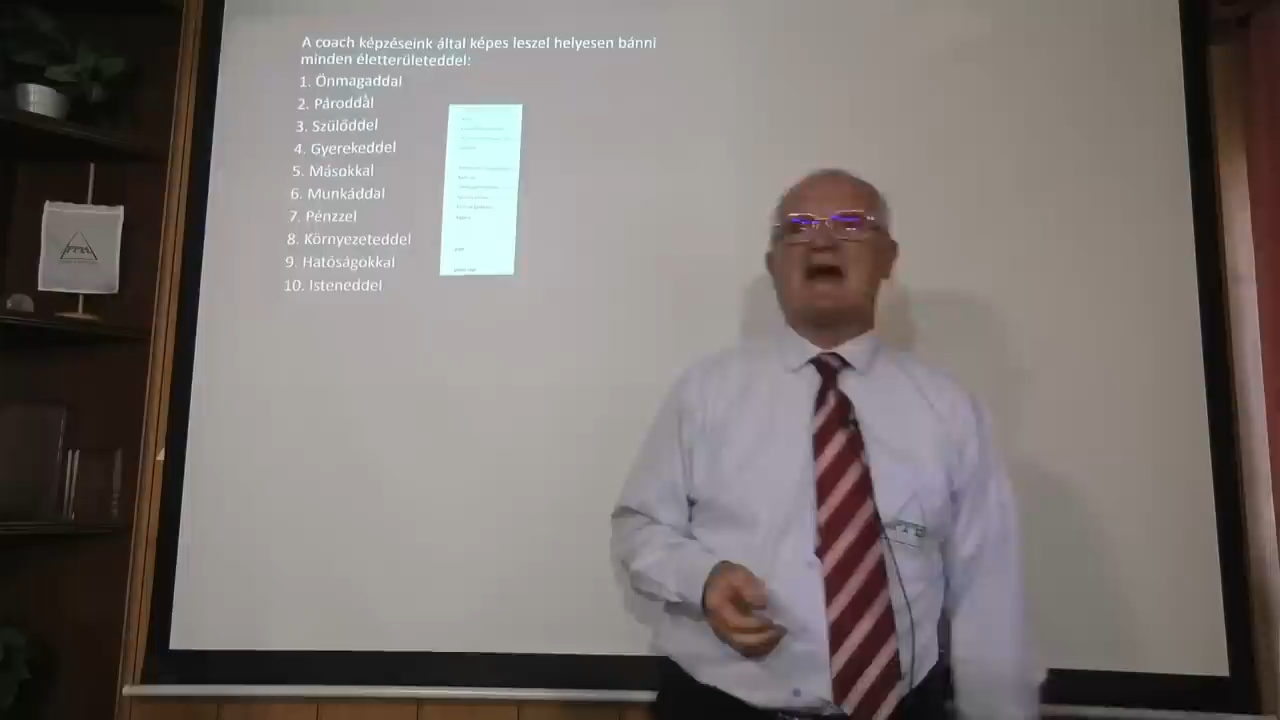 A coach képzéseink által képes leszel helyesen bánni
minden életterületeddel:
1. Önmagaddal
2. Pároddal
3. Szülőddel
4. Gyerekeddel
5. Másokkal
6. Munkáddal
7. Pénzzel
8. Környezeteddel
9. Hatóságokkal
10. Isteneddel